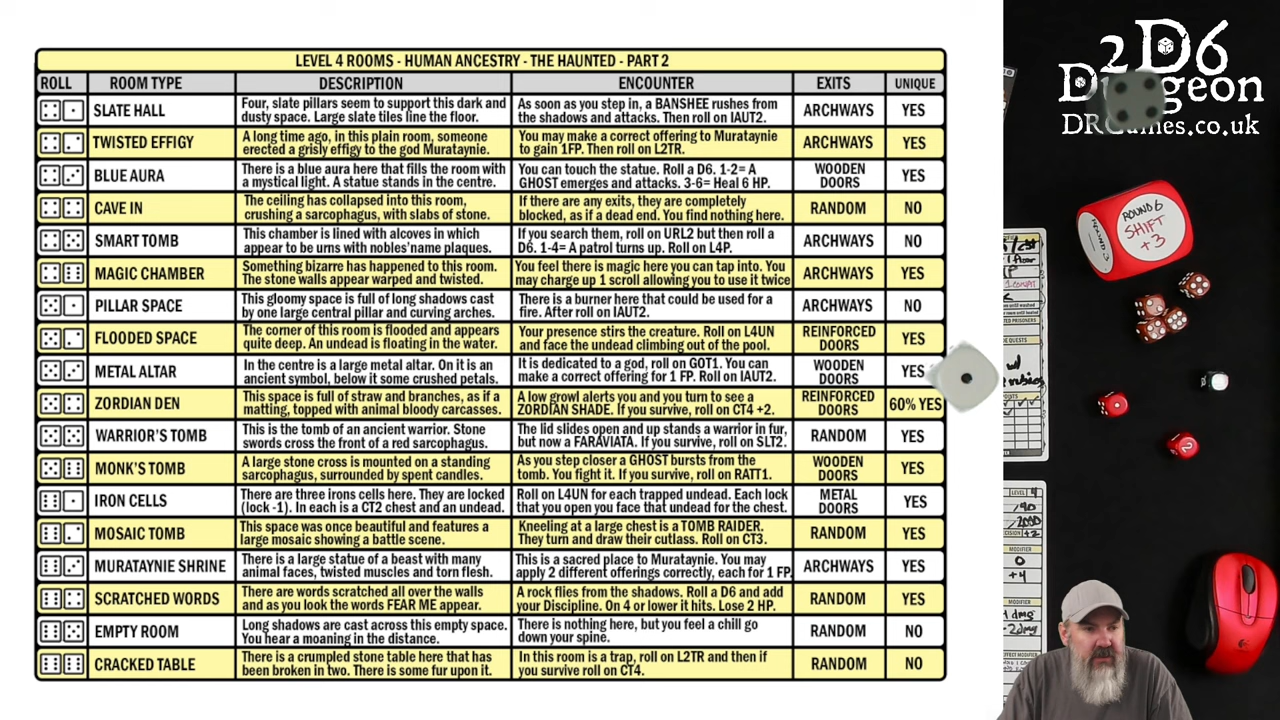 LEVEL 4 ROOMS - HUMAN ANCESTRY - THE HAUNTED - PART 2
ROLL ROOM TYPE DESCRIPTION ENCOUNTER EXITS UNIQUE
SLATE HALL Four, slate pillars seem to support this dark and As soon as you step in, a BANSHEE rushes from ARCHWAYS YES
dusty space. Large slate tiles line the floor. the shadows and attacks. Then roll on IAUT2.
TWISTED EFFIGY A long time ago, in this plain room, someone You may make a correct offering to Murataynie ARCHWAYS YES
erected a grisly effigy to the god Murataynie. to gain 1FP. Then roll on L2TR.
BLUE AURA There is a blue aura here that fills the room with You can touch the statue. Roll a D6. 1-2= A WOODEN YES
a mystical light. A statue stands in the centre. GHOST emerges and attacks. 3-6= Heal 6 HP. DOORS
CAVE IN The ceiling has collapsed into this room, If there are any exits, they are completely RANDOM NO
crushing a sarcophagus, with slabs of stone. blocked, as if a dead end. You find nothing here.
SMART TOMB This chamber is lined with alcoves in which If you search them, roll on URL2 but then roll a ARCHWAYS NO
appear to be urns with nobles'name plaques. D6. 1-4= A patrol turns up. Roll on L4P.
MAGIC CHAMBER Something bizarre has happened to this room. You feel there is magic here you can tap into. You ARCHWAYS YES
The stone walls appear warped and twisted. may charge up 1 scroll allowing you to use it twice
PILLAR SPACE This gloomy space is full of long shadows cast There is a burner here that could be used for a ARCHWAYS NO
by one large central pillar and curving arches. fire. After roll on IAUT2.
FLOODED SPACE The corner of this room is flooded and appears Your presence stirs the creature. Roll on L4UN REINFORCED YES
quite deep. An undead is floating in the water. and face the undead climbing out of the pool. DOORS
METAL ALTAR In the centre is a large metal altar. On it is an It is dedicated to a god, roll on GOT1. You can WOODEN YES
ancient symbol, below it some crushed petals. make a correct offering for 1 FP. Roll on IAUT2. DOORS
ZORDIAN DEN This space is full of straw and branches, as if a A low growl alerts you and you turn to see a REINFORCED 60% YES
matting, topped with animal bloody carcasses. ZORDIAN SHADE. If you survive, roll on CT4 +2. DOORS
WARRIOR'S TOMB This is the tomb of an ancient warrior. Stone The lid slides open and up stands a warrior in fur, RANDOM YES
swords cross the front of a red sarcophagus. but now a FARAVIATA. If you survive, roll on SLT2.
MONK'S TOMB A large stone cross is mounted on a standing As you step closer a GHOST bursts from the WOODEN YES
sarcophagus, surrounded by spent candles. tomb. You fight it. If you survive, roll on RATT1. DOORS
IRON CELLS There are three irons cells here. They are locked Roll on L4UN for each trapped undead. Each lock METAL YES
(lock -1). In each is a CT2 chest and an undead. that you open you face that undead for the chest. DOORS
MOSAIC TOMB This space was once beautiful and features a Kneeling at a large chest is a TOMB RAIDER. RANDOM YES
large mosaic showing a battle scene. They turn and draw their cutlass. Roll on CT3.
MURATAYNIE SHRINE There is a large statue of a beast with many This is a sacred place to Murataynie. You may ARCHWAYS YES
animal faces, twisted muscles and torn flesh. apply 2 different offerings correctly, each for 1 FP.
SCRATCHED WORDS There are words scratched all over the walls A rock flies from the shadows. Roll a D6 and add RANDOM YES
and as you look the words FEAR ME appear. your Discipline. On 4 or lower it hits. Lose 2 HP.
EMPTY ROOM Long shadows are cast across this empty space. There is nothing here, but you feel a chill go RANDOM NO
You hear a moaning in the distance. down your spine.
CRACKED TABLE There is a crumpled stone table here that has In this room is a trap, roll on L2TR and then if RANDOM NO
been broken in two. There is some fur upon it. you survive roll on CT4.
2D6
Dungeon
DRGames.co.uk
ROUND 6
SHIFT
+3
LEVEL 4
MODIFIER
0
+4
MODIFIER